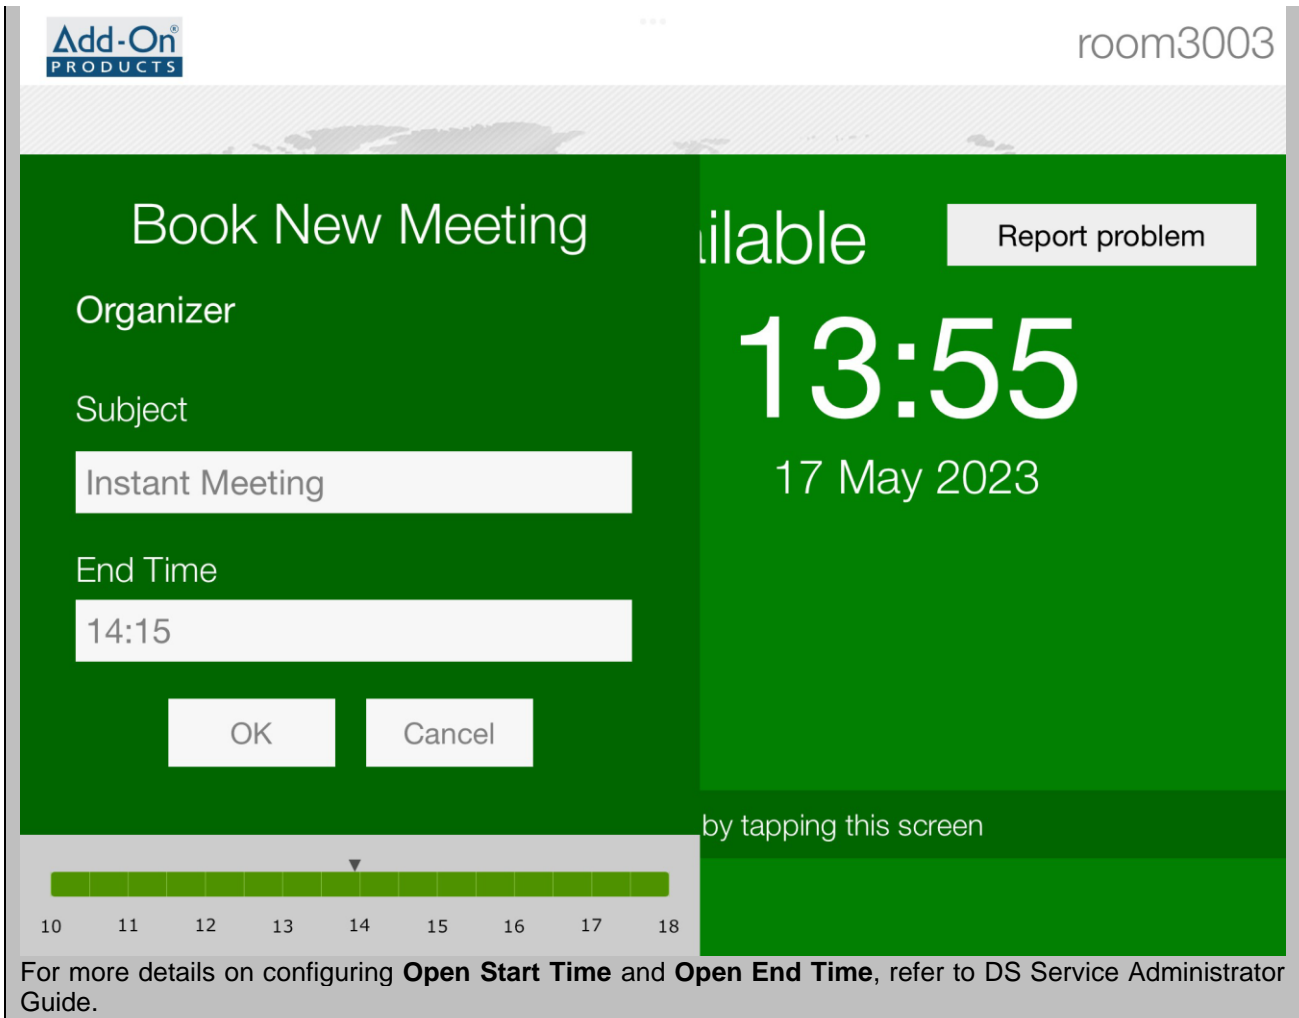 Add-On®
PRODUCTS
room3003
Book New Meeting
ilable
Report problem
Organizer
13:55
Subject
17 May 2023
Instant Meeting
End Time
14:15
OK Cancel
by tapping this screen
10 11 12 13 14 15 16 17 18
For more details on configuring Open Start Time and Open End Time, refer to DS Service Administrator
Guide.